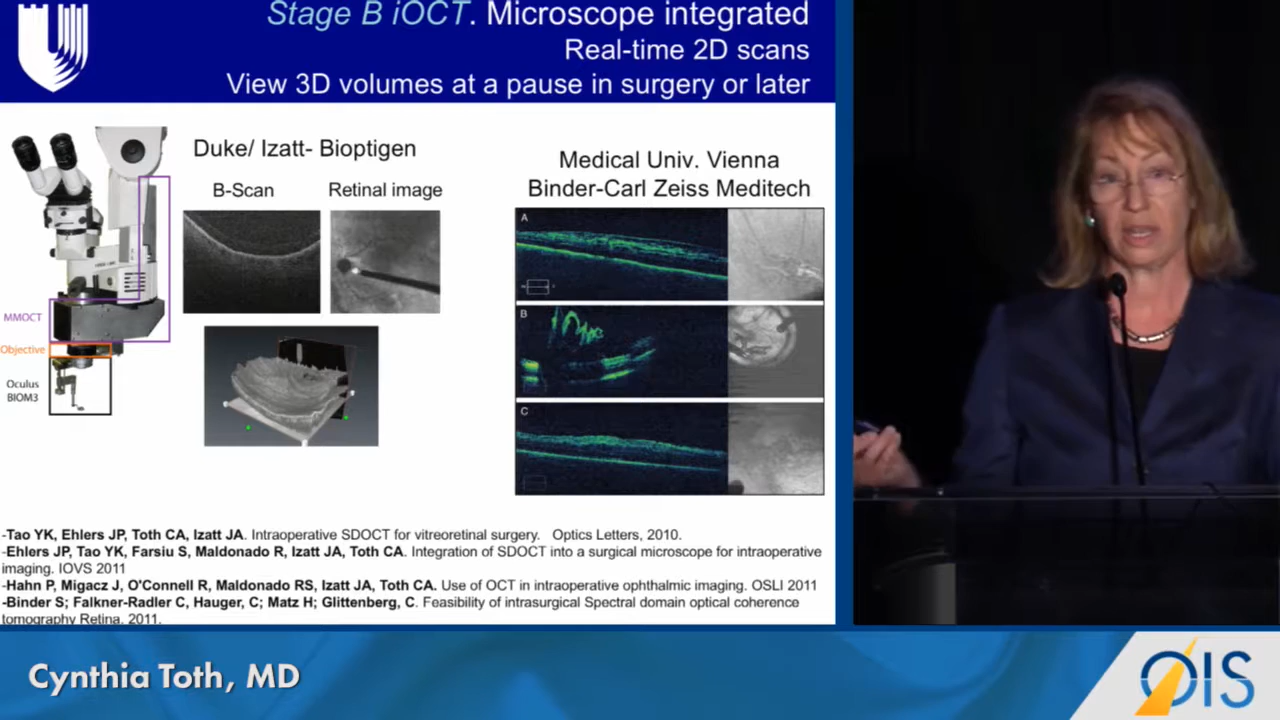 Stage B iOCT. Microscope integrated
Real-time 2D scans
View 3D volumes at a pause in surgery or later
Duke/ Izatt- Bioptigen
B-Scan
Retinal image
Medical Univ. Vienna
Binder-Carl Zeiss Meditech
A
B
C
MMOCT
Objective
Oculus
BIOM3
-Tao YK, Ehlers JP, Toth CA, Izatt JA. Intraoperative SDOCT for vitreoretinal surgery. Optics Letters, 2010.
-Ehlers JP, Tao YK, Farsiu S, Maldonado R, Izatt JA, Toth CA. Integration of SDOCT into a surgical microscope for intraoperative
imaging. IOVS 2011
-Hahn P, Migacz J, O'Connell R, Maldonado RS, Izatt JA, Toth CA. Use of OCT in intraoperative ophthalmic imaging. OSLI 2011
-Binder S; Falkner-Radler C, Hauger, C; Matz H; Glittenberg, C. Feasibility of intrasurgical Spectral domain optical coherence
tomography Retina. 2011.
Cynthia Toth, MD
OIS